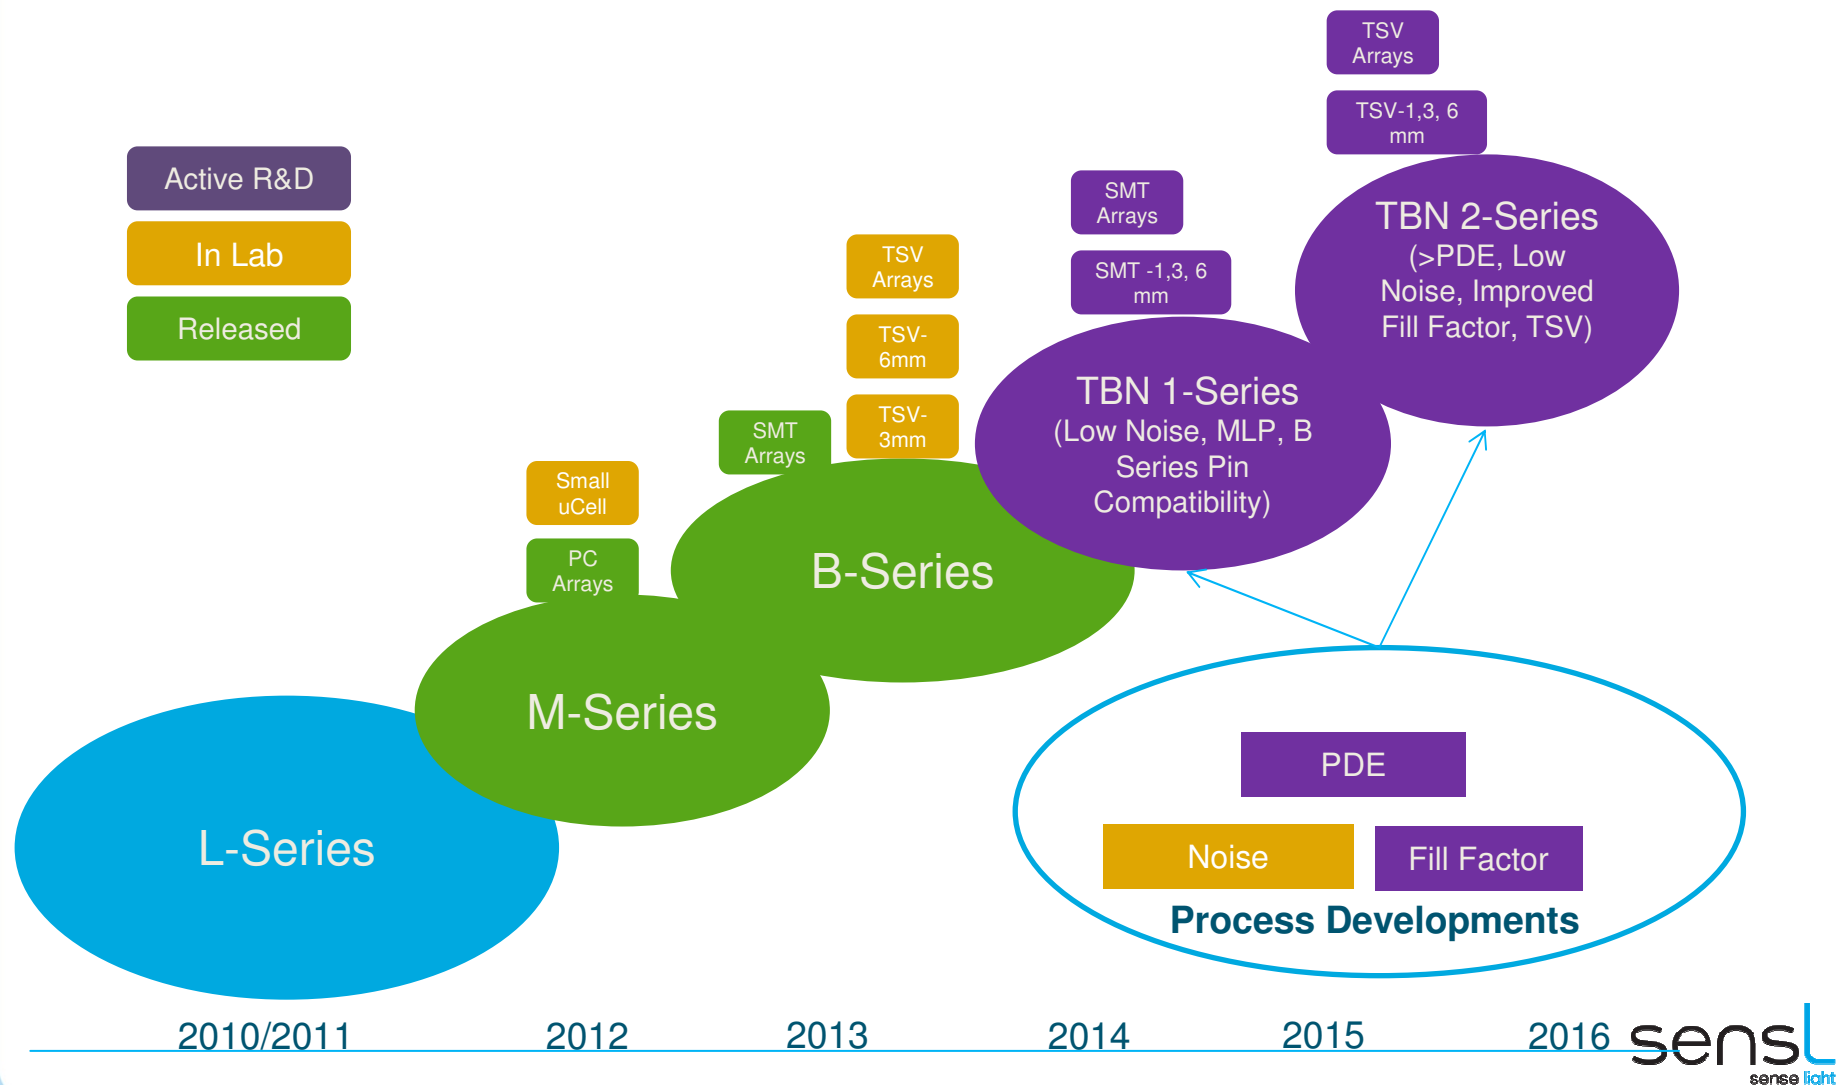 TSV
Arrays
TSV-1,3, 6
mm
Active R&D
In Lab
Released
SMT
Arrays
SMT -1,3, 6
mm
TBN 2-Series
(>PDE, Low
Noise, Improved
Fill Factor, TSV)
TSV
Arrays
TSV-
6mm
TSV-
3mm
TBN 1-Series
(Low Noise, MLP, B
Series Pin
Compatibility)
SMT
Arrays
Small
uCell
PC
Arrays
B-Series
M-Series
L-Series
PDE
Noise
Fill Factor
Process Developments
2010/2011
2012
2013
2014
2015
2016
sensL
sense light